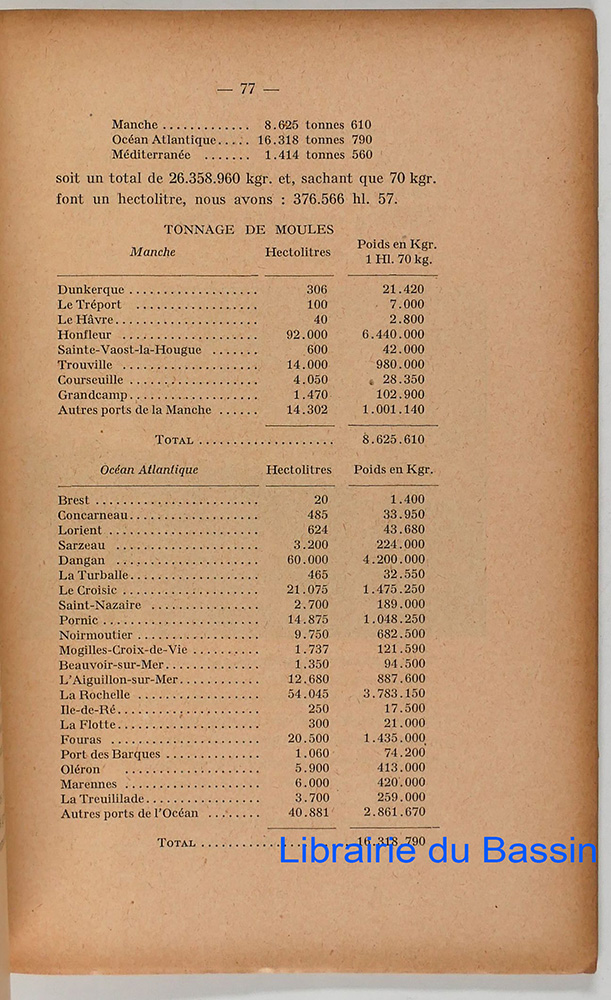 — 77 —
Manche ............. 8.625 tonnes 610
Océan Atlantique..... 16.318 tonnes 790
Méditerranée ....... 1.414 tonnes 560
soit un total de 26.358.960 kgr. et, sachant que 70 kgr.
font un hectolitre, nous avons : 376.566 hl. 57.
TONNAGE DE MOULES
Manche Hectolitres Poids en Kgr.
1 Hl. 70 kg.
Dunkerque ................... 306 21.420
Le Tréport .................. 100 7.000
Le Hâvre..................... 40 2.800
Honfleur .................... 92.000 6.440.000
Sainte-Vaost-la-Hougue ....... 600 42.000
Trouville .................... 14.000 980.000
Courseuille ................... 4.050 28.350
Grandcamp................... 1.470 102.900
Autres ports de la Manche ...... 14.302 1.001.140
TOTAL .................... 8.625.610
Océan Atlantique Hectolitres Poids en Kgr.
Brest ........................ 20 1.400
Concarneau................... 485 33.950
Lorient ...................... 624 43.680
Sarzeau ..................... 3.200 224.000
Dangan ..................... 60.000 4.200.000
La Turballe................... 465 32.550
Le Croisic .................... 21.075 1.475.250
Saint-Nazaire ................ 2.700 189.000
Pornic ....................... 14.875 1.048.250
Noirmoutier .................. 9.750 682.500
Mogilles-Croix-de-Vie .......... 1.737 121.590
Beauvoir-sur-Mer.............. 1.350 94.500
L'Aiguillon-sur-Mer............ 12.680 887.600
La Rochelle .................. 54.045 3.783.150
Ile-de-Ré..................... 250 17.500
La Flotte..................... 300 21.000
Fouras ...................... 20.500 1.435.000
Port des Barques .............. 1.060 74.200
Oléron .................... 5.900 413.000
Marennes .................... 6.000 420.000
La Treuililade................. 3.700 259.000
Autres ports de l'Océan ........ 40.881 2.861.670
TOTAL .................... 16.318.790
Librairie du Bassin